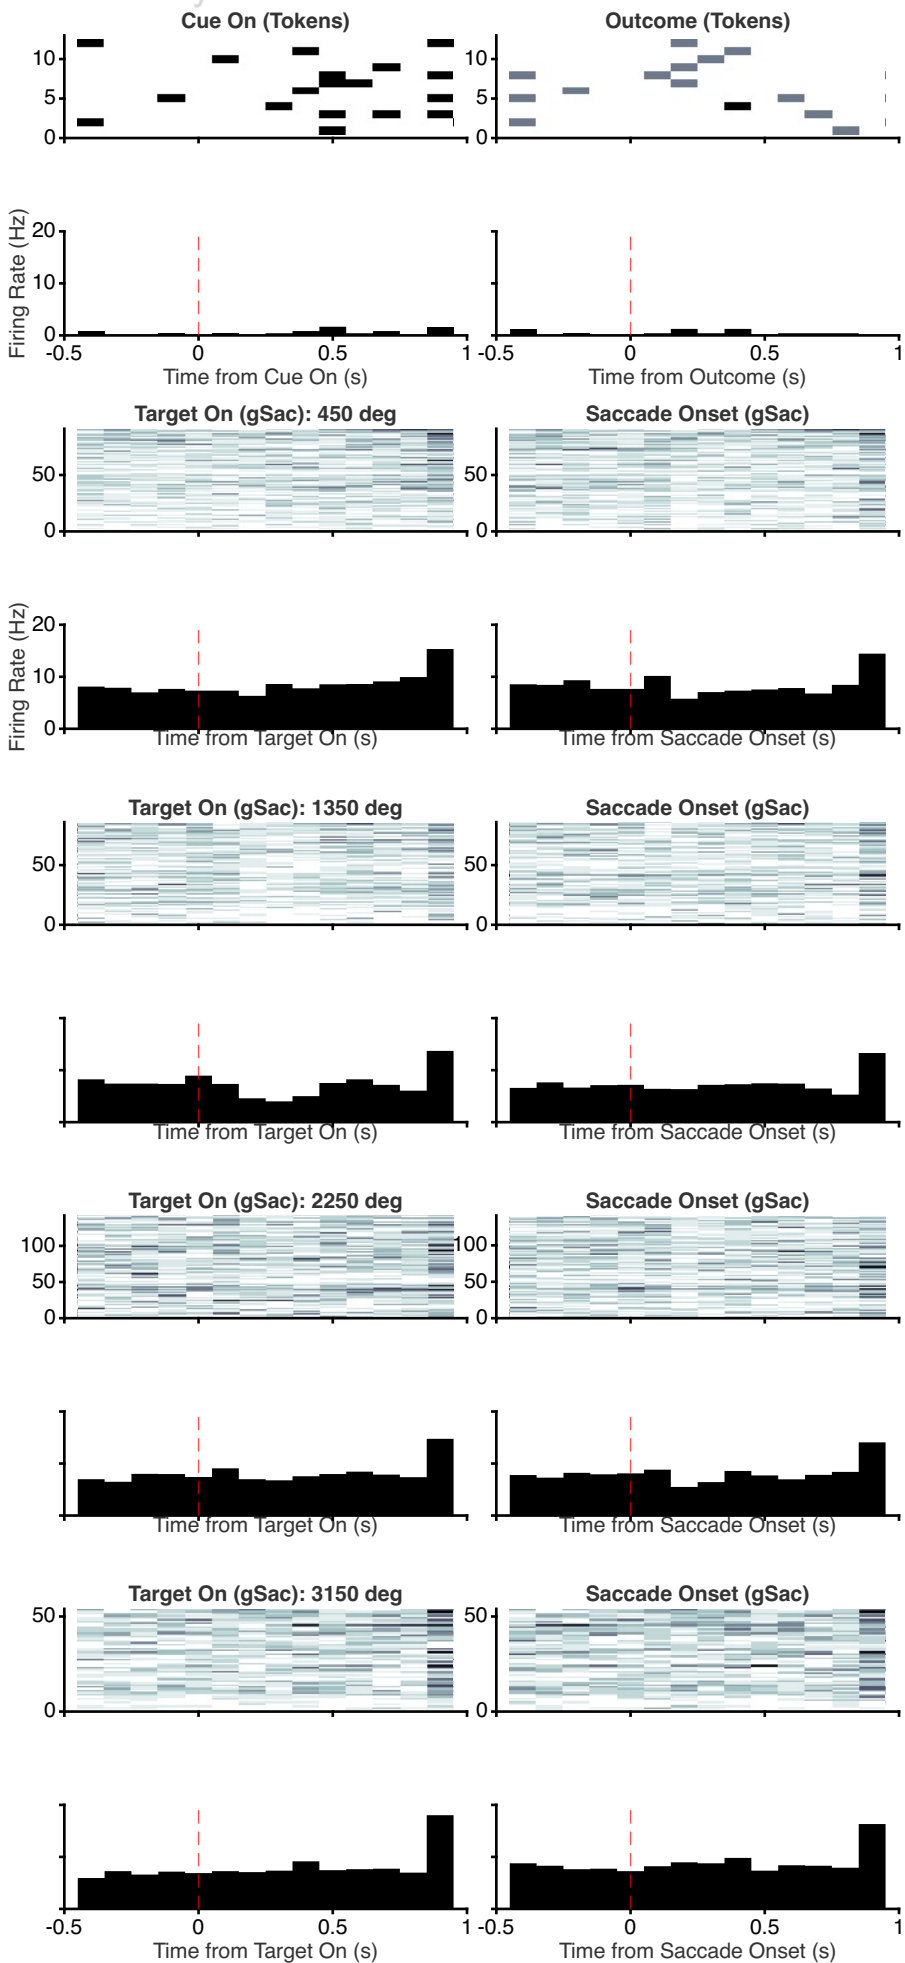 Cue On (Tokens)
Outcome (Tokens)
10
5
0
10
5
0
Firing Rate (Hz)
20
10
0
-0.5
0
0.5
1
-0.5
0
0.5
1
Time from Cue On (s)
Time from Outcome (s)
Target On (gSac): 450 deg
Saccade Onset (gSac)
50
0
50
0
Firing Rate (Hz)
20
10
0
Time from Target On (s)
Time from Saccade Onset (s)
Target On (gSac): 1350 deg
Saccade Onset (gSac)
50
0
50
0
Time from Target On (s)
Time from Saccade Onset (s)
Target On (gSac): 2250 deg
Saccade Onset (gSac)
100
50
0
100
50
0
Time from Target On (s)
Time from Saccade Onset (s)
Target On (gSac): 3150 deg
Saccade Onset (gSac)
50
0
50
0
-0.5
0
0.5
1
-0.5
0
0.5
1
Time from Target On (s)
Time from Saccade Onset (s)